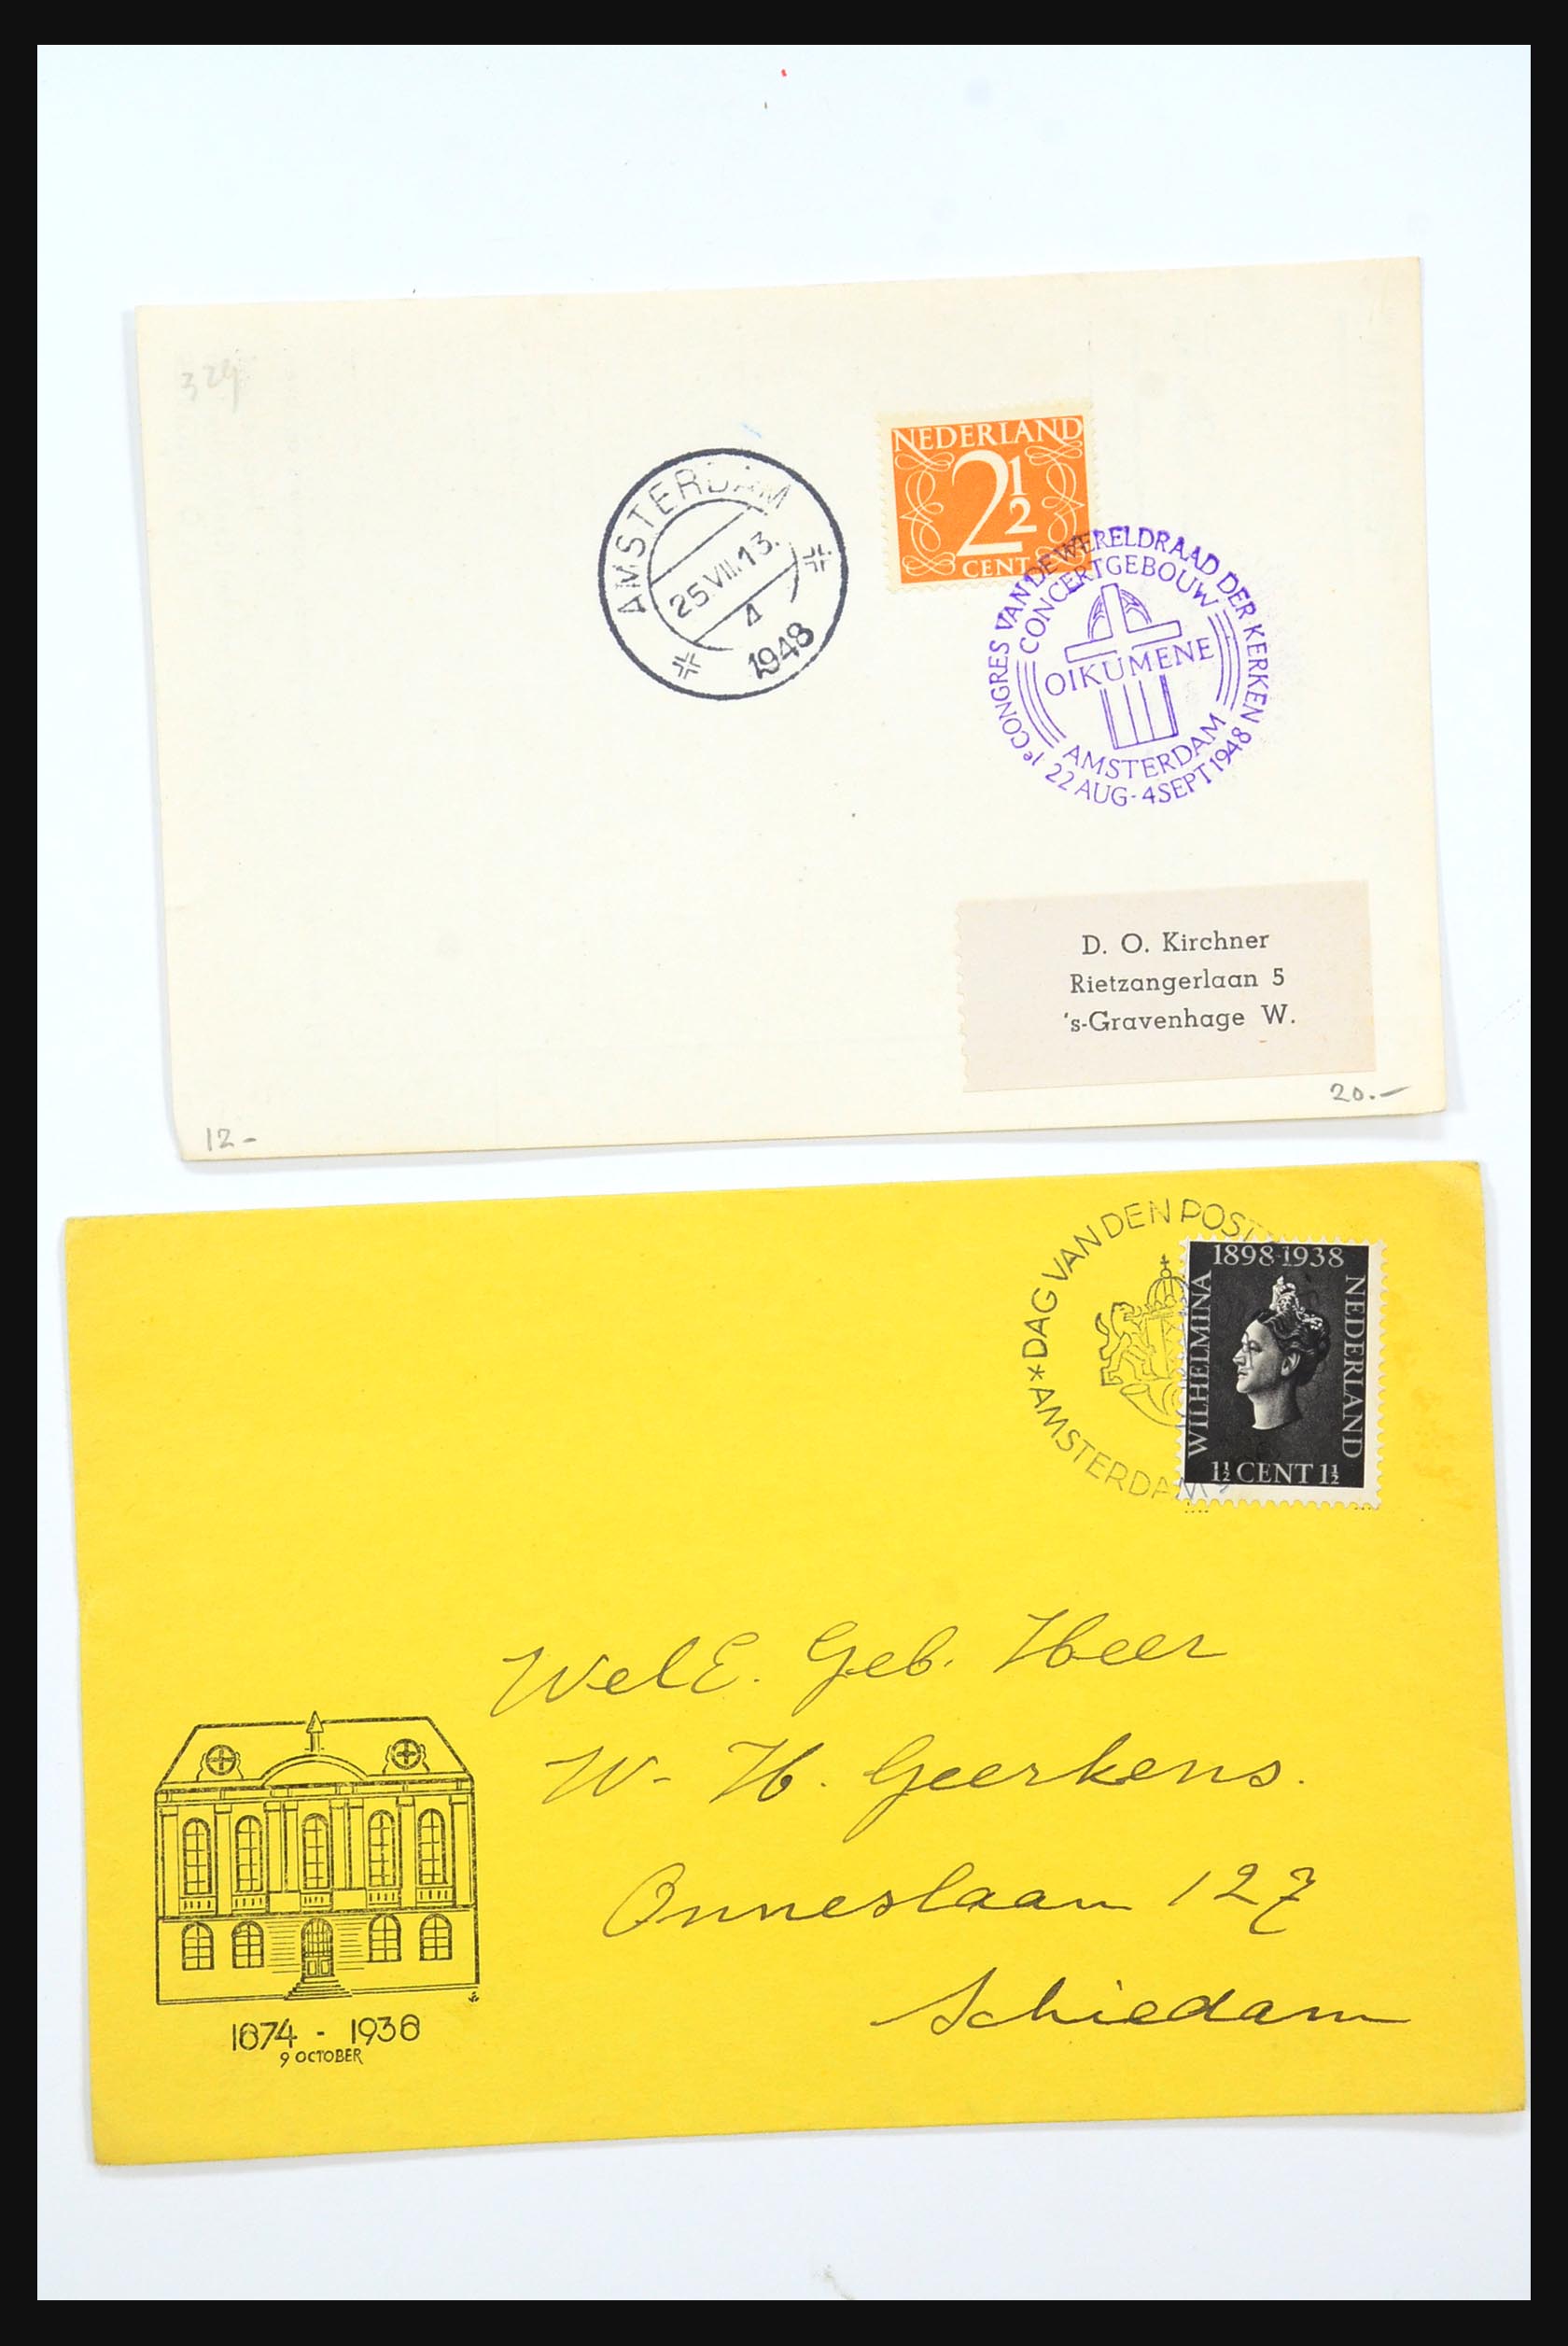 324
NEDERLAND
2½
CENT
AMSTERDAM
25.VII.13.
4
1948
1e CONGRES VAN DE WERELDRAAD DER KERKEN
CONCERTGEBOUW
OIKUMENE
AMSTERDAM
22 AUG - 4 SEPT 1948
D. O. Kirchner
Rietzangerlaan 5
's-Gravenhage W.
20.-
12-
* DAG VAN DEN POST
AMSTERDAM
1898-1938
WILHELMINA
NEDERLAND
1½ CENT 1½
WelE. Geb. Heer
W. H. Geerkens.
Onneslaan 127
Schiedam
1874 - 1938
9 OCTOBER